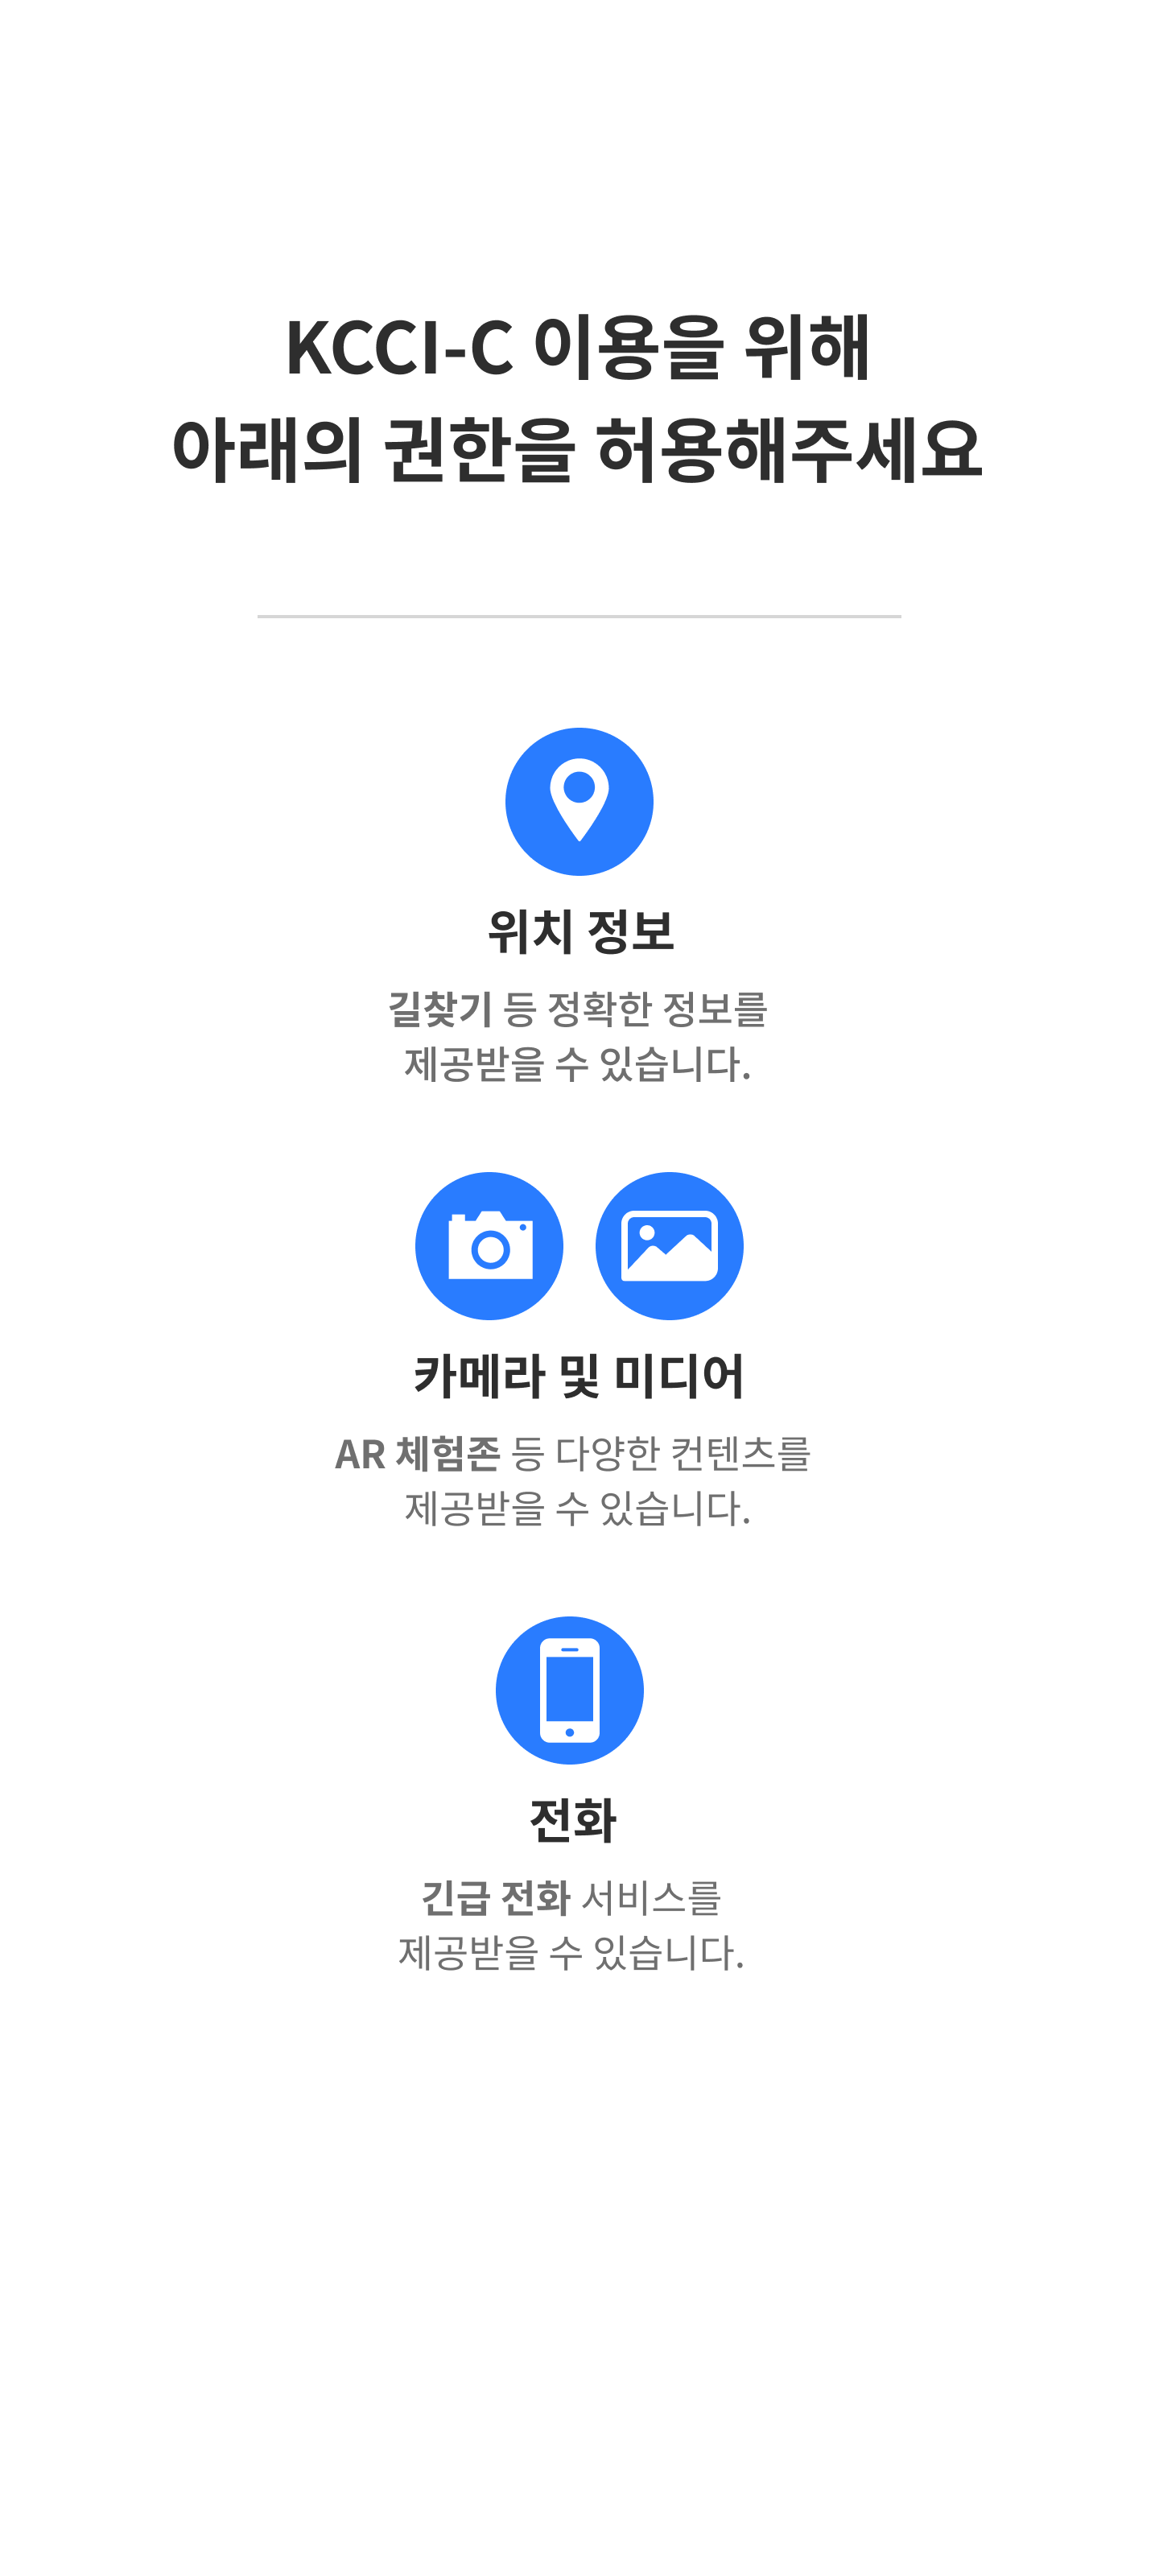 KCCI-C 이용을 위해
아래의 권한을 허용해주세요
위치 정보
길찾기 등 정확한 정보를
제공받을 수 있습니다.
카메라 및 미디어
AR 체험존 등 다양한 컨텐츠를
제공받을 수 있습니다.
전화
긴급 전화 서비스를
제공받을 수 있습니다.